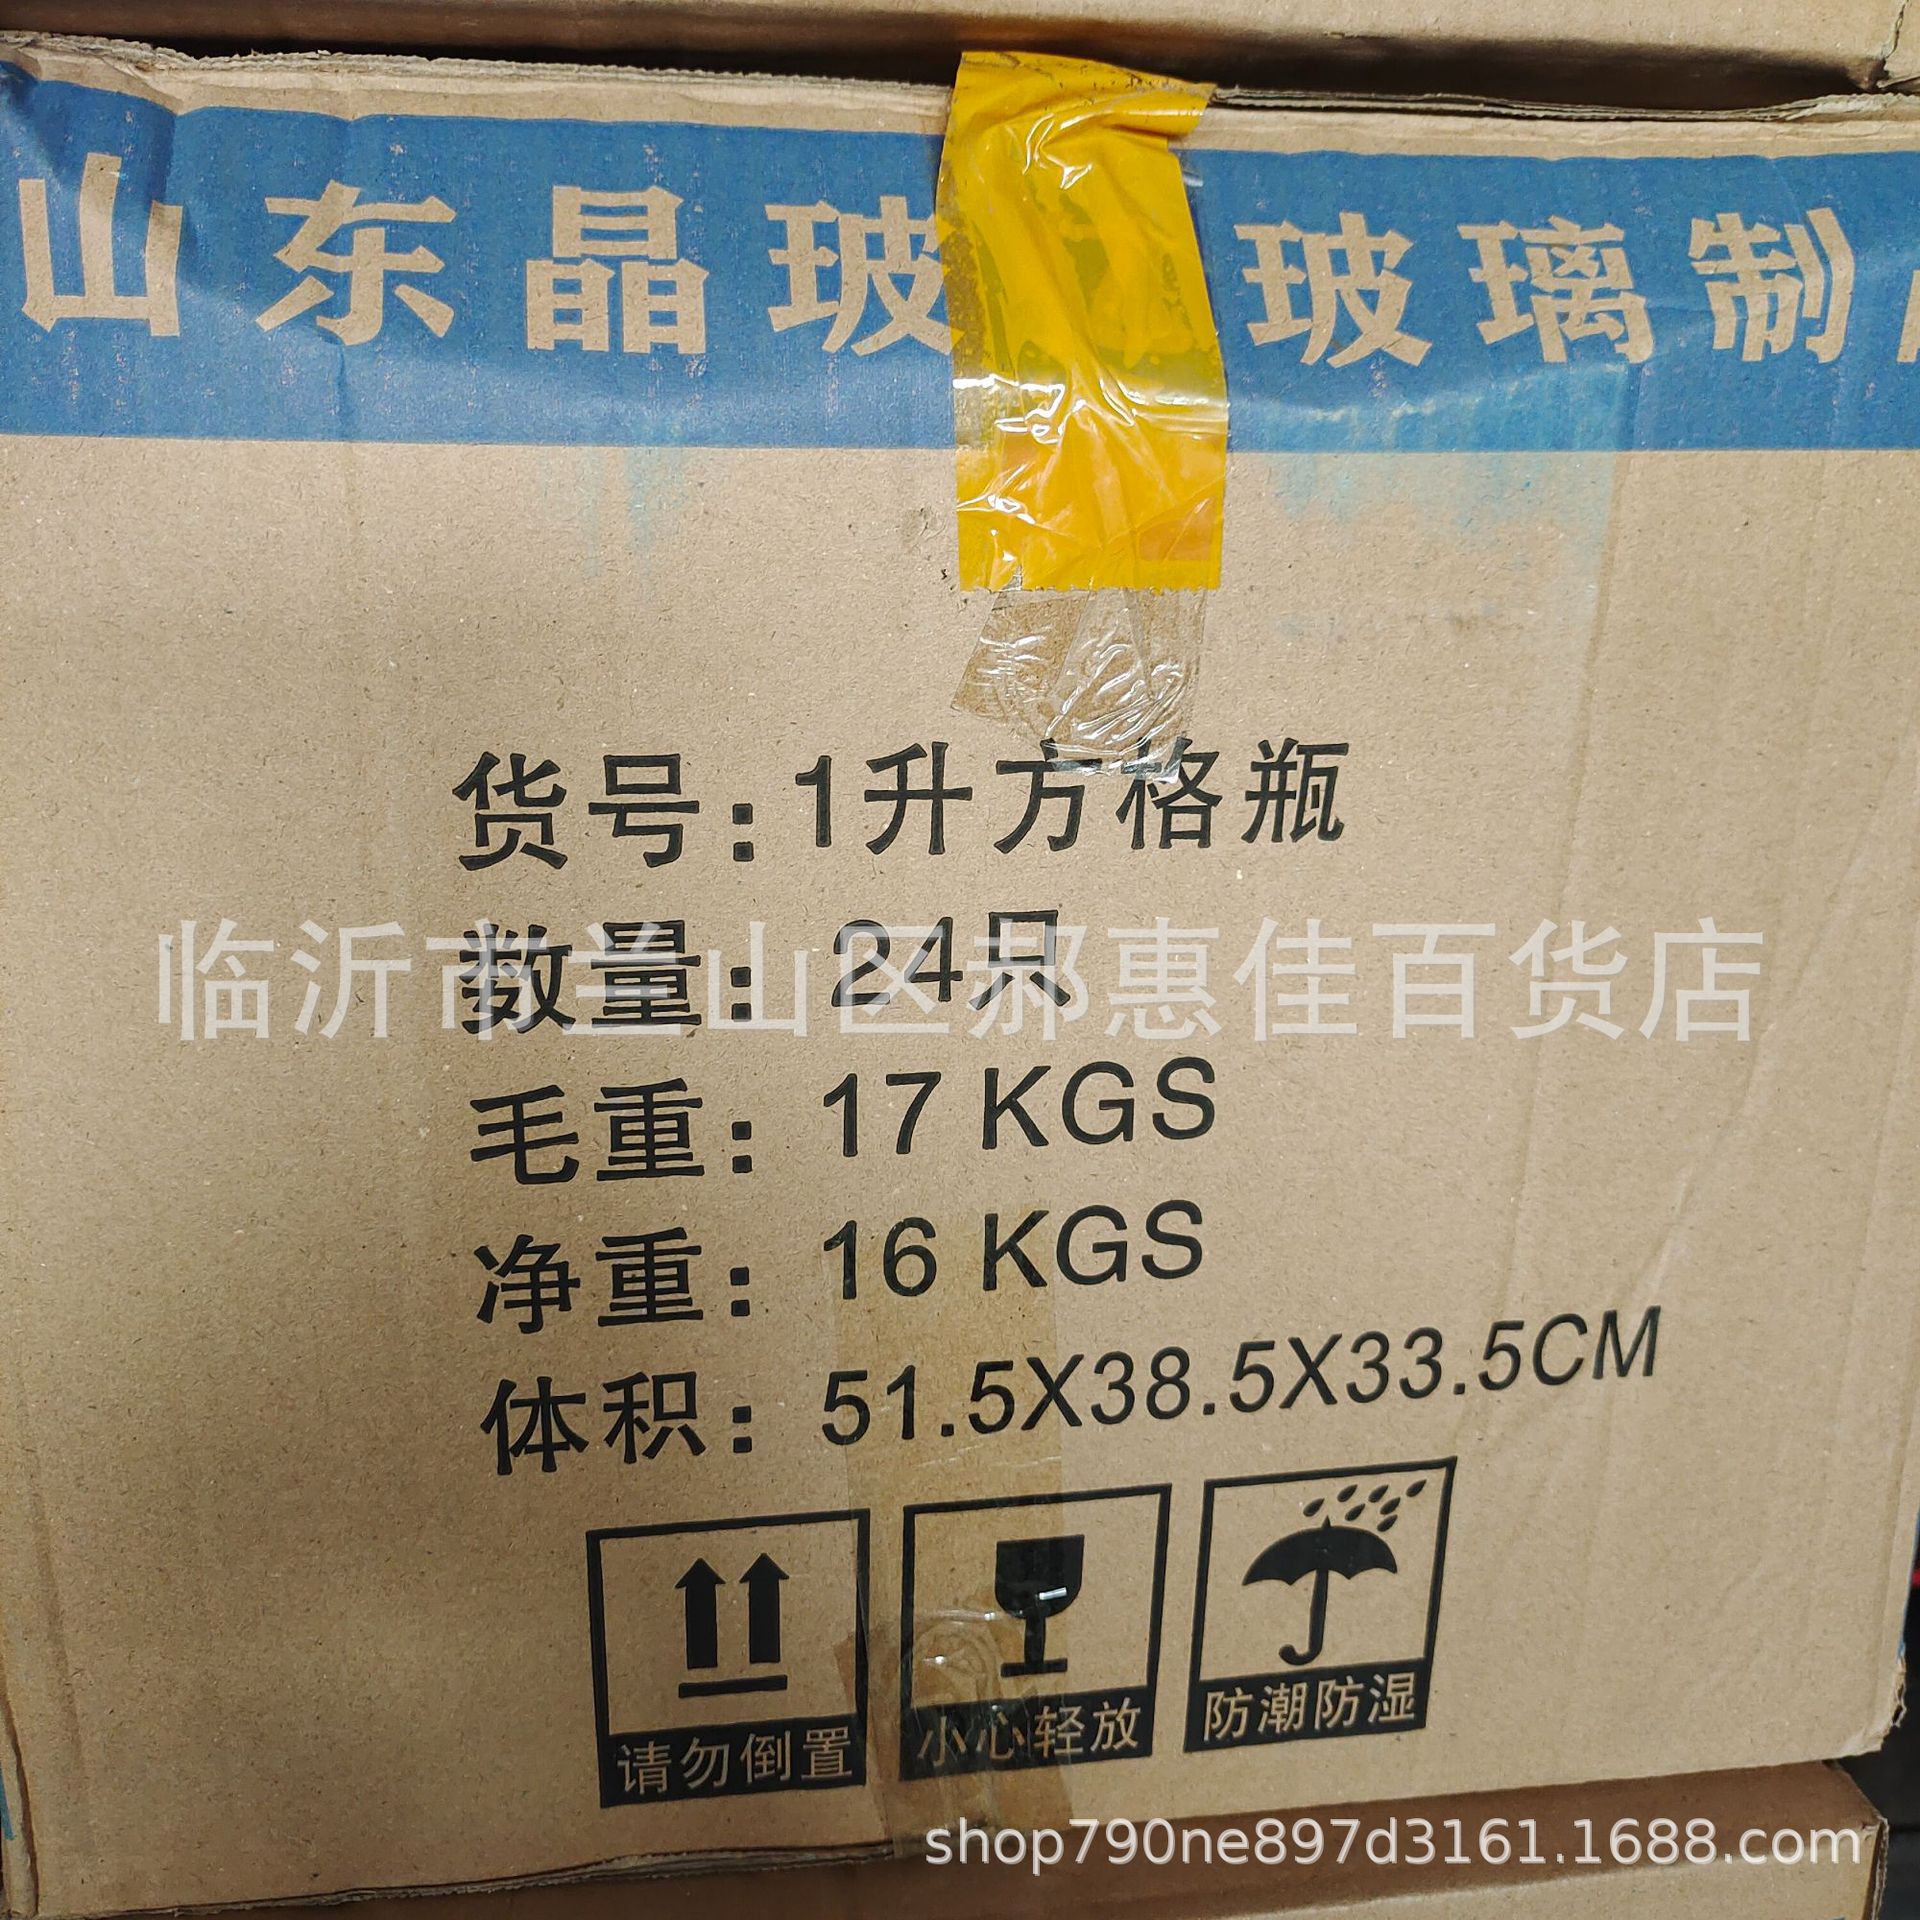 山东晶玻 玻璃制
货号：1升方格瓶
数量：24只
临沂市兰山区郝惠佳百货店
毛重：17 KGS
净重：16 KGS
体积：51.5X38.5X33.5CM
请勿倒置 小心轻放 防潮防湿
shop790ne897d3161.1688.com